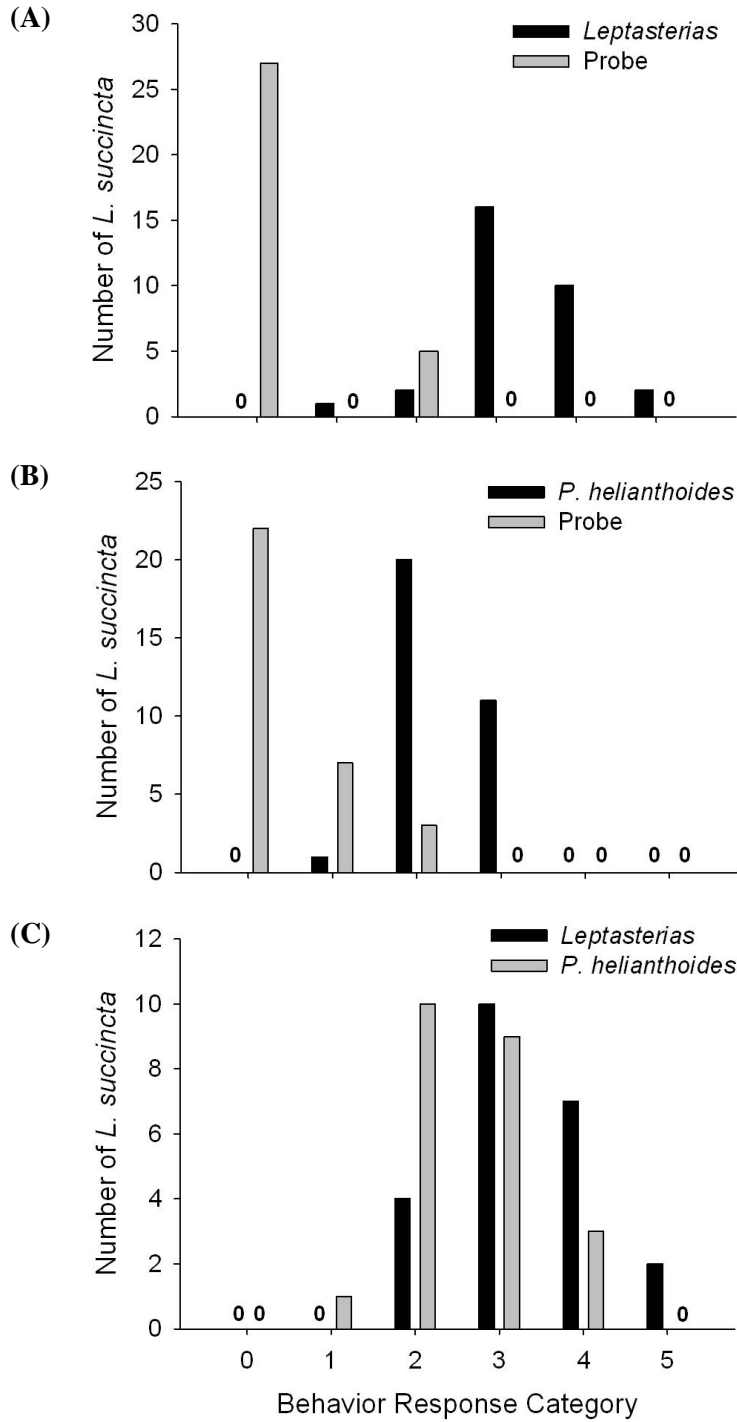 (A)
Leptasterias
Probe
Number of L. succincta
30
25
20
15
10
5
0
0 0 0 0 0
(B)
P. helianthoides
Probe
Number of L. succincta
25
20
15
10
5
0
0 0 0 0 0 0
(C)
Leptasterias
P. helianthoides
Number of L. succincta
12
10
8
6
4
2
0
0 0 0 0
0 1 2 3 4 5
Behavior Response Category